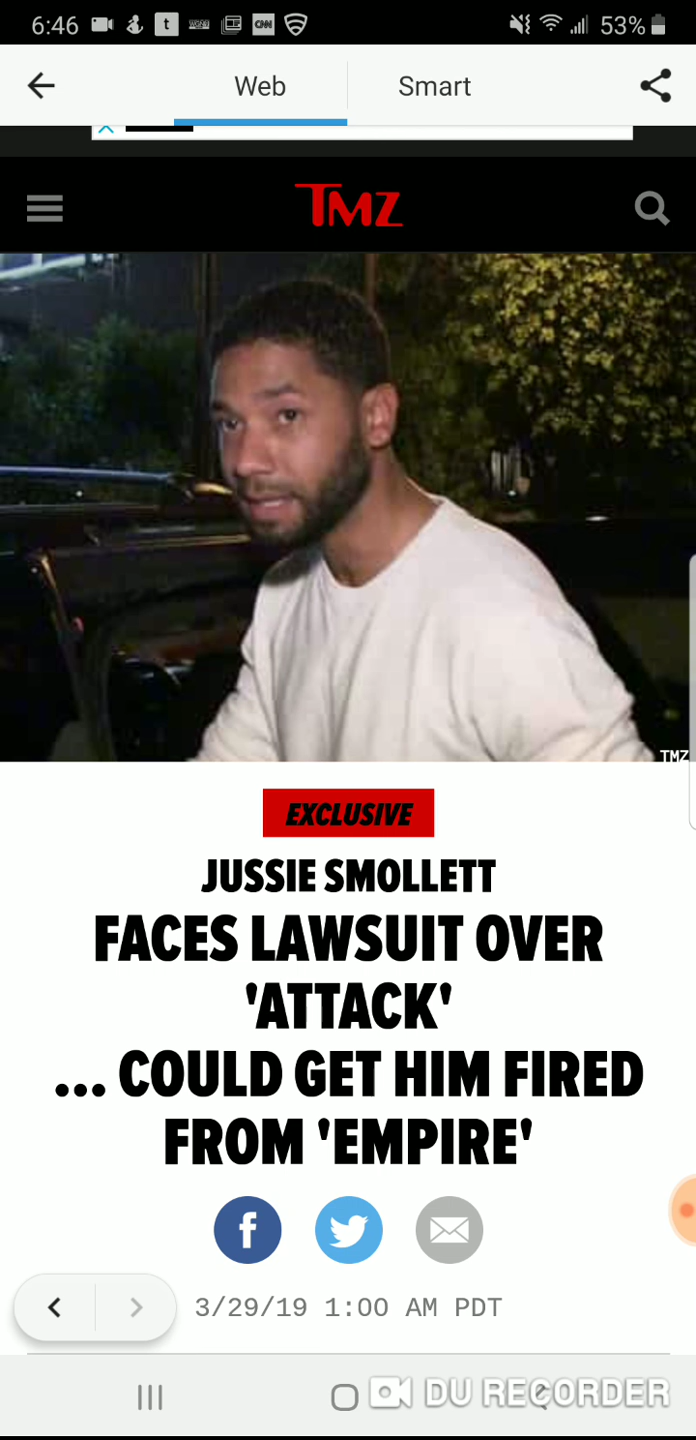 6:46
t
CNN
53%
Web
Smart
TMZ
TMZ
EXCLUSIVE
JUSSIE SMOLLETT
FACES LAWSUIT OVER
'ATTACK'
... COULD GET HIM FIRED
FROM 'EMPIRE'
f
3/29/19 1:00 AM PDT
DU RECORDER